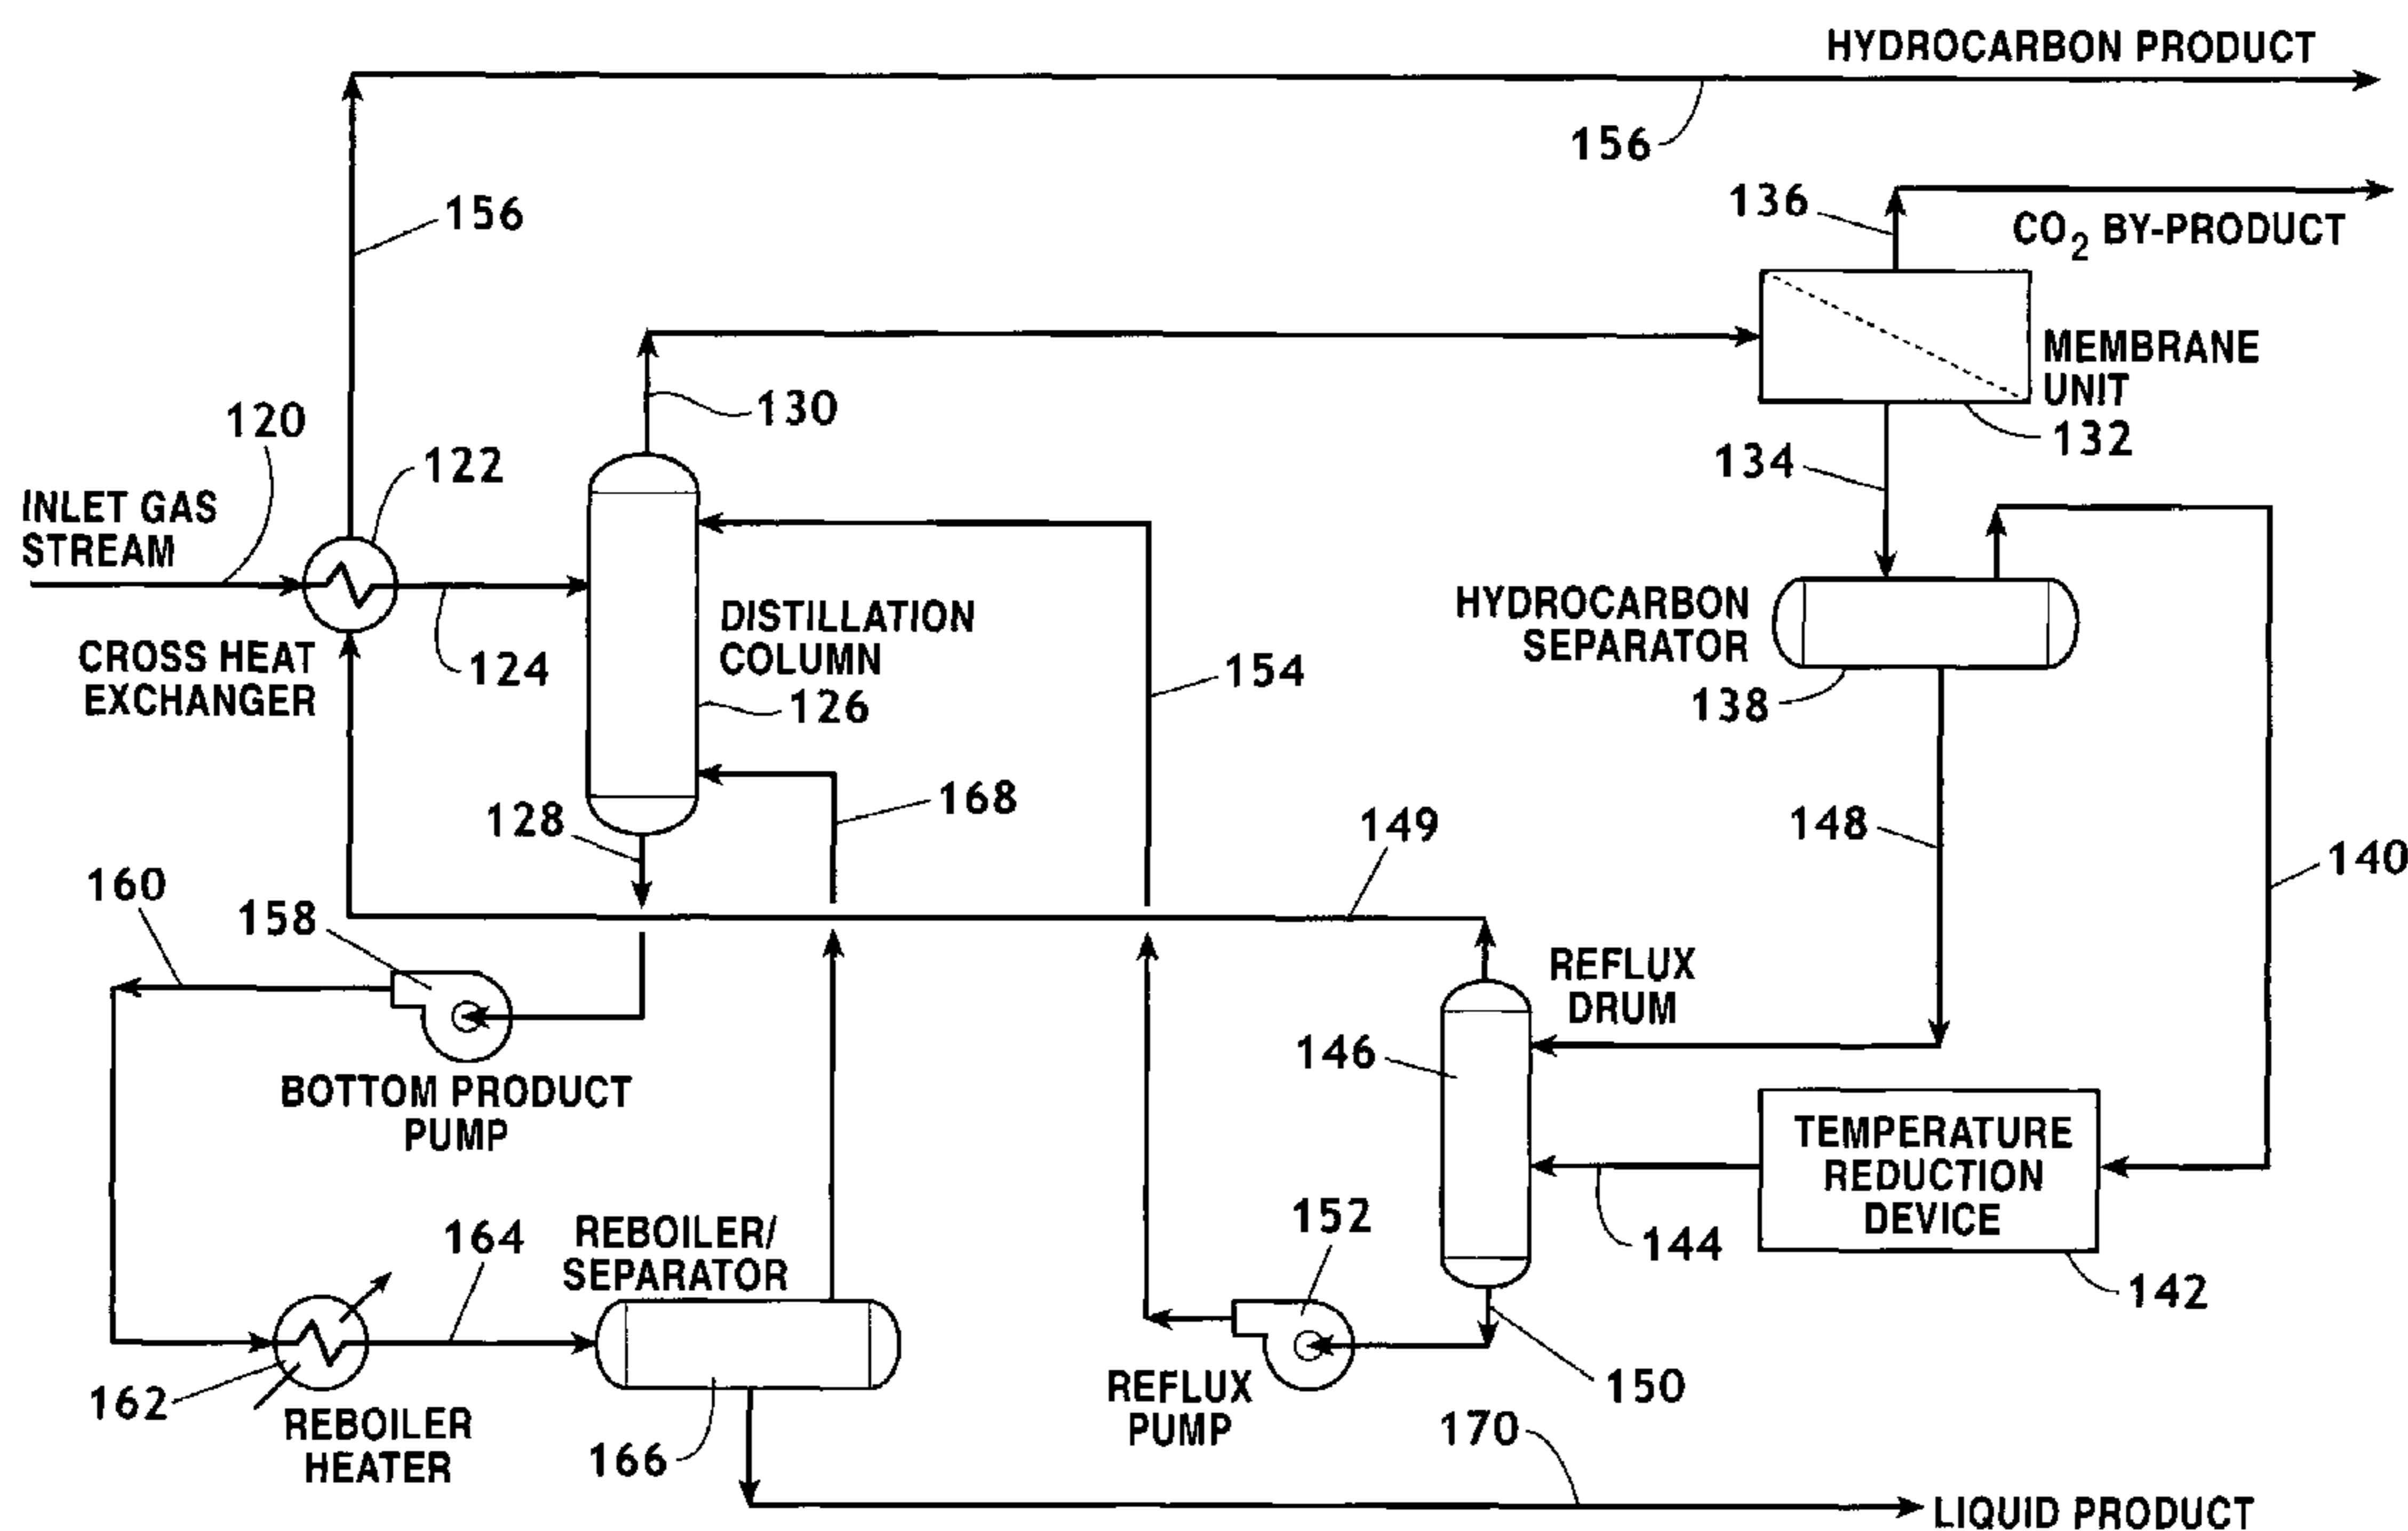 HYDROCARBON PRODUCT
156
136
CO2 BY-PRODUCT
156
MEMBRANE
UNIT
132
130
120
122
134
INLET GAS
STREAM
CROSS HEAT
EXCHANGER
124
DISTILLATION
COLUMN
126
154
HYDROCARBON
SEPARATOR
138
168
128
149
148
140
160
158
REFLUX
DRUM
146
BOTTOM PRODUCT
PUMP
TEMPERATURE
REDUCTION
DEVICE
144
142
152
164
REBOILER/
SEPARATOR
162
REBOILER
HEATER
166
REFLUX
PUMP
150
170
LIQUID PRODUCT